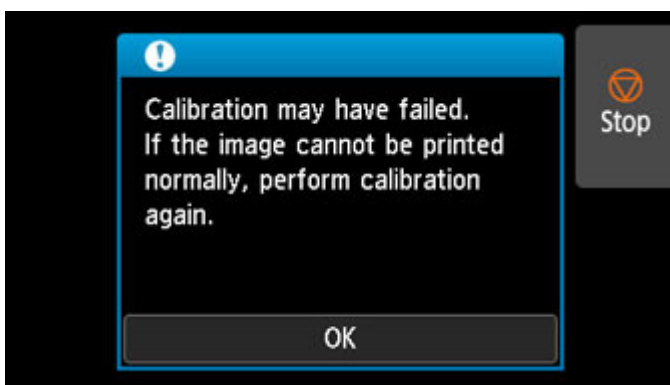 Calibration may have failed.
If the image cannot be printed
normally, perform calibration
again.
Stop
OK